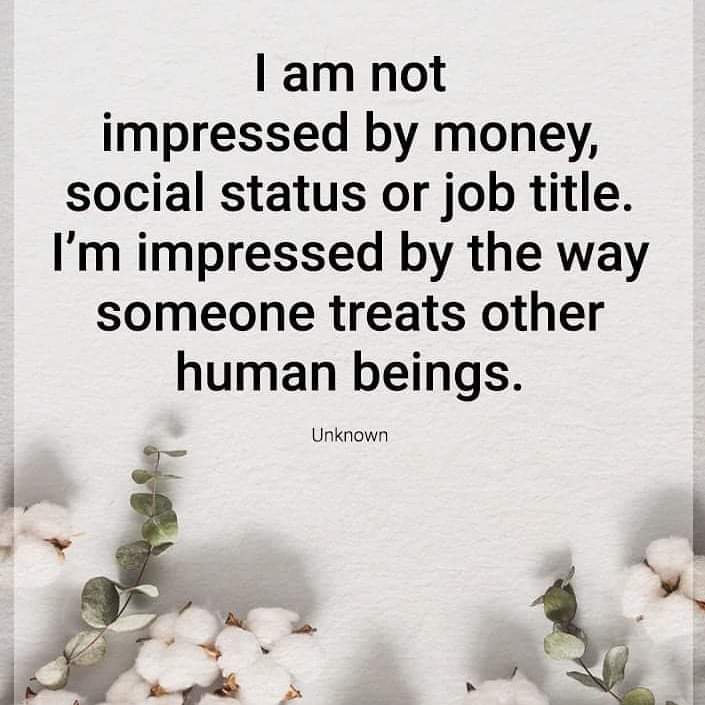 I am not
impressed by money,
social status or job title.
I'm impressed by the way
someone treats other
human beings.
Unknown